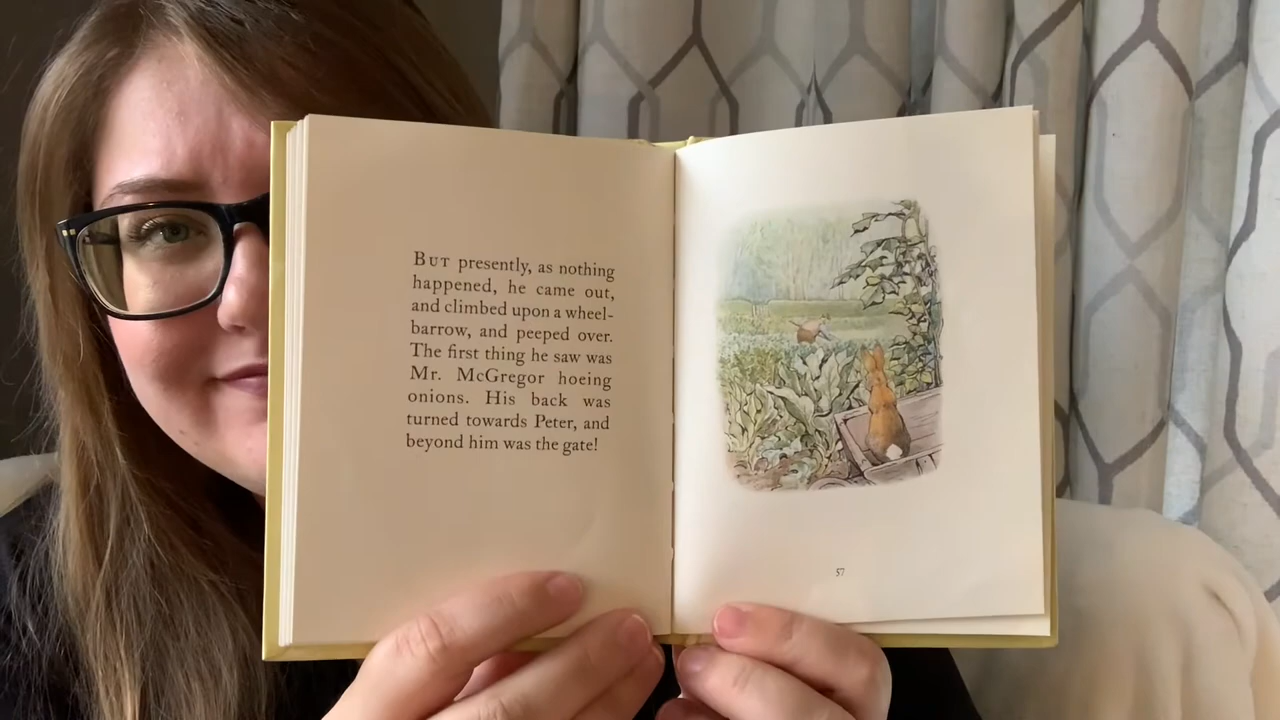 BUT presently, as nothing
happened, he came out,
and climbed upon a wheel-
barrow, and peeped over.
The first thing he saw was
Mr. McGregor hoeing
onions. His back was
turned towards Peter, and
beyond him was the gate!
57